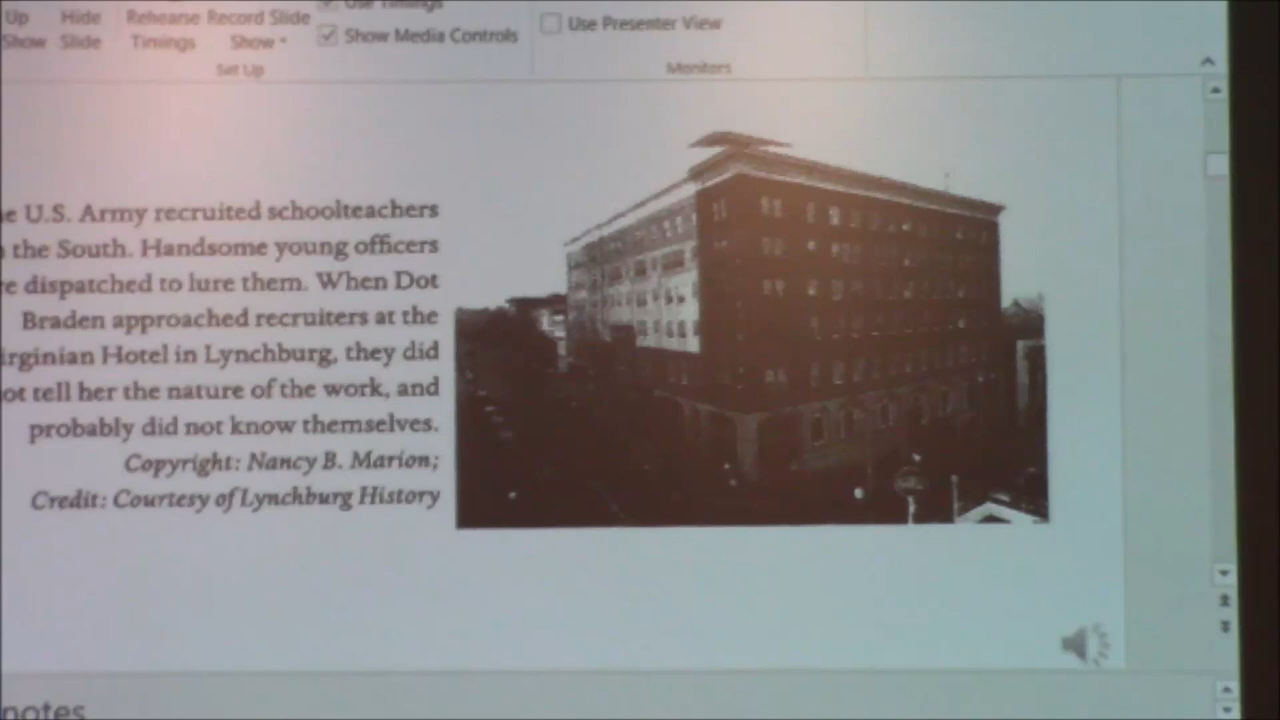 Up Hide Rehearse Record Slide Use Timings
Show Slide Timings Show Show Media Controls Use Presenter View
Set Up Monitors
e U.S. Army recruited schoolteachers
the South. Handsome young officers
e dispatched to lure them. When Dot
Braden approached recruiters at the
irginian Hotel in Lynchburg, they did
ot tell her the nature of the work, and
probably did not know themselves.
Copyright: Nancy B. Marion;
Credit: Courtesy of Lynchburg History
notes